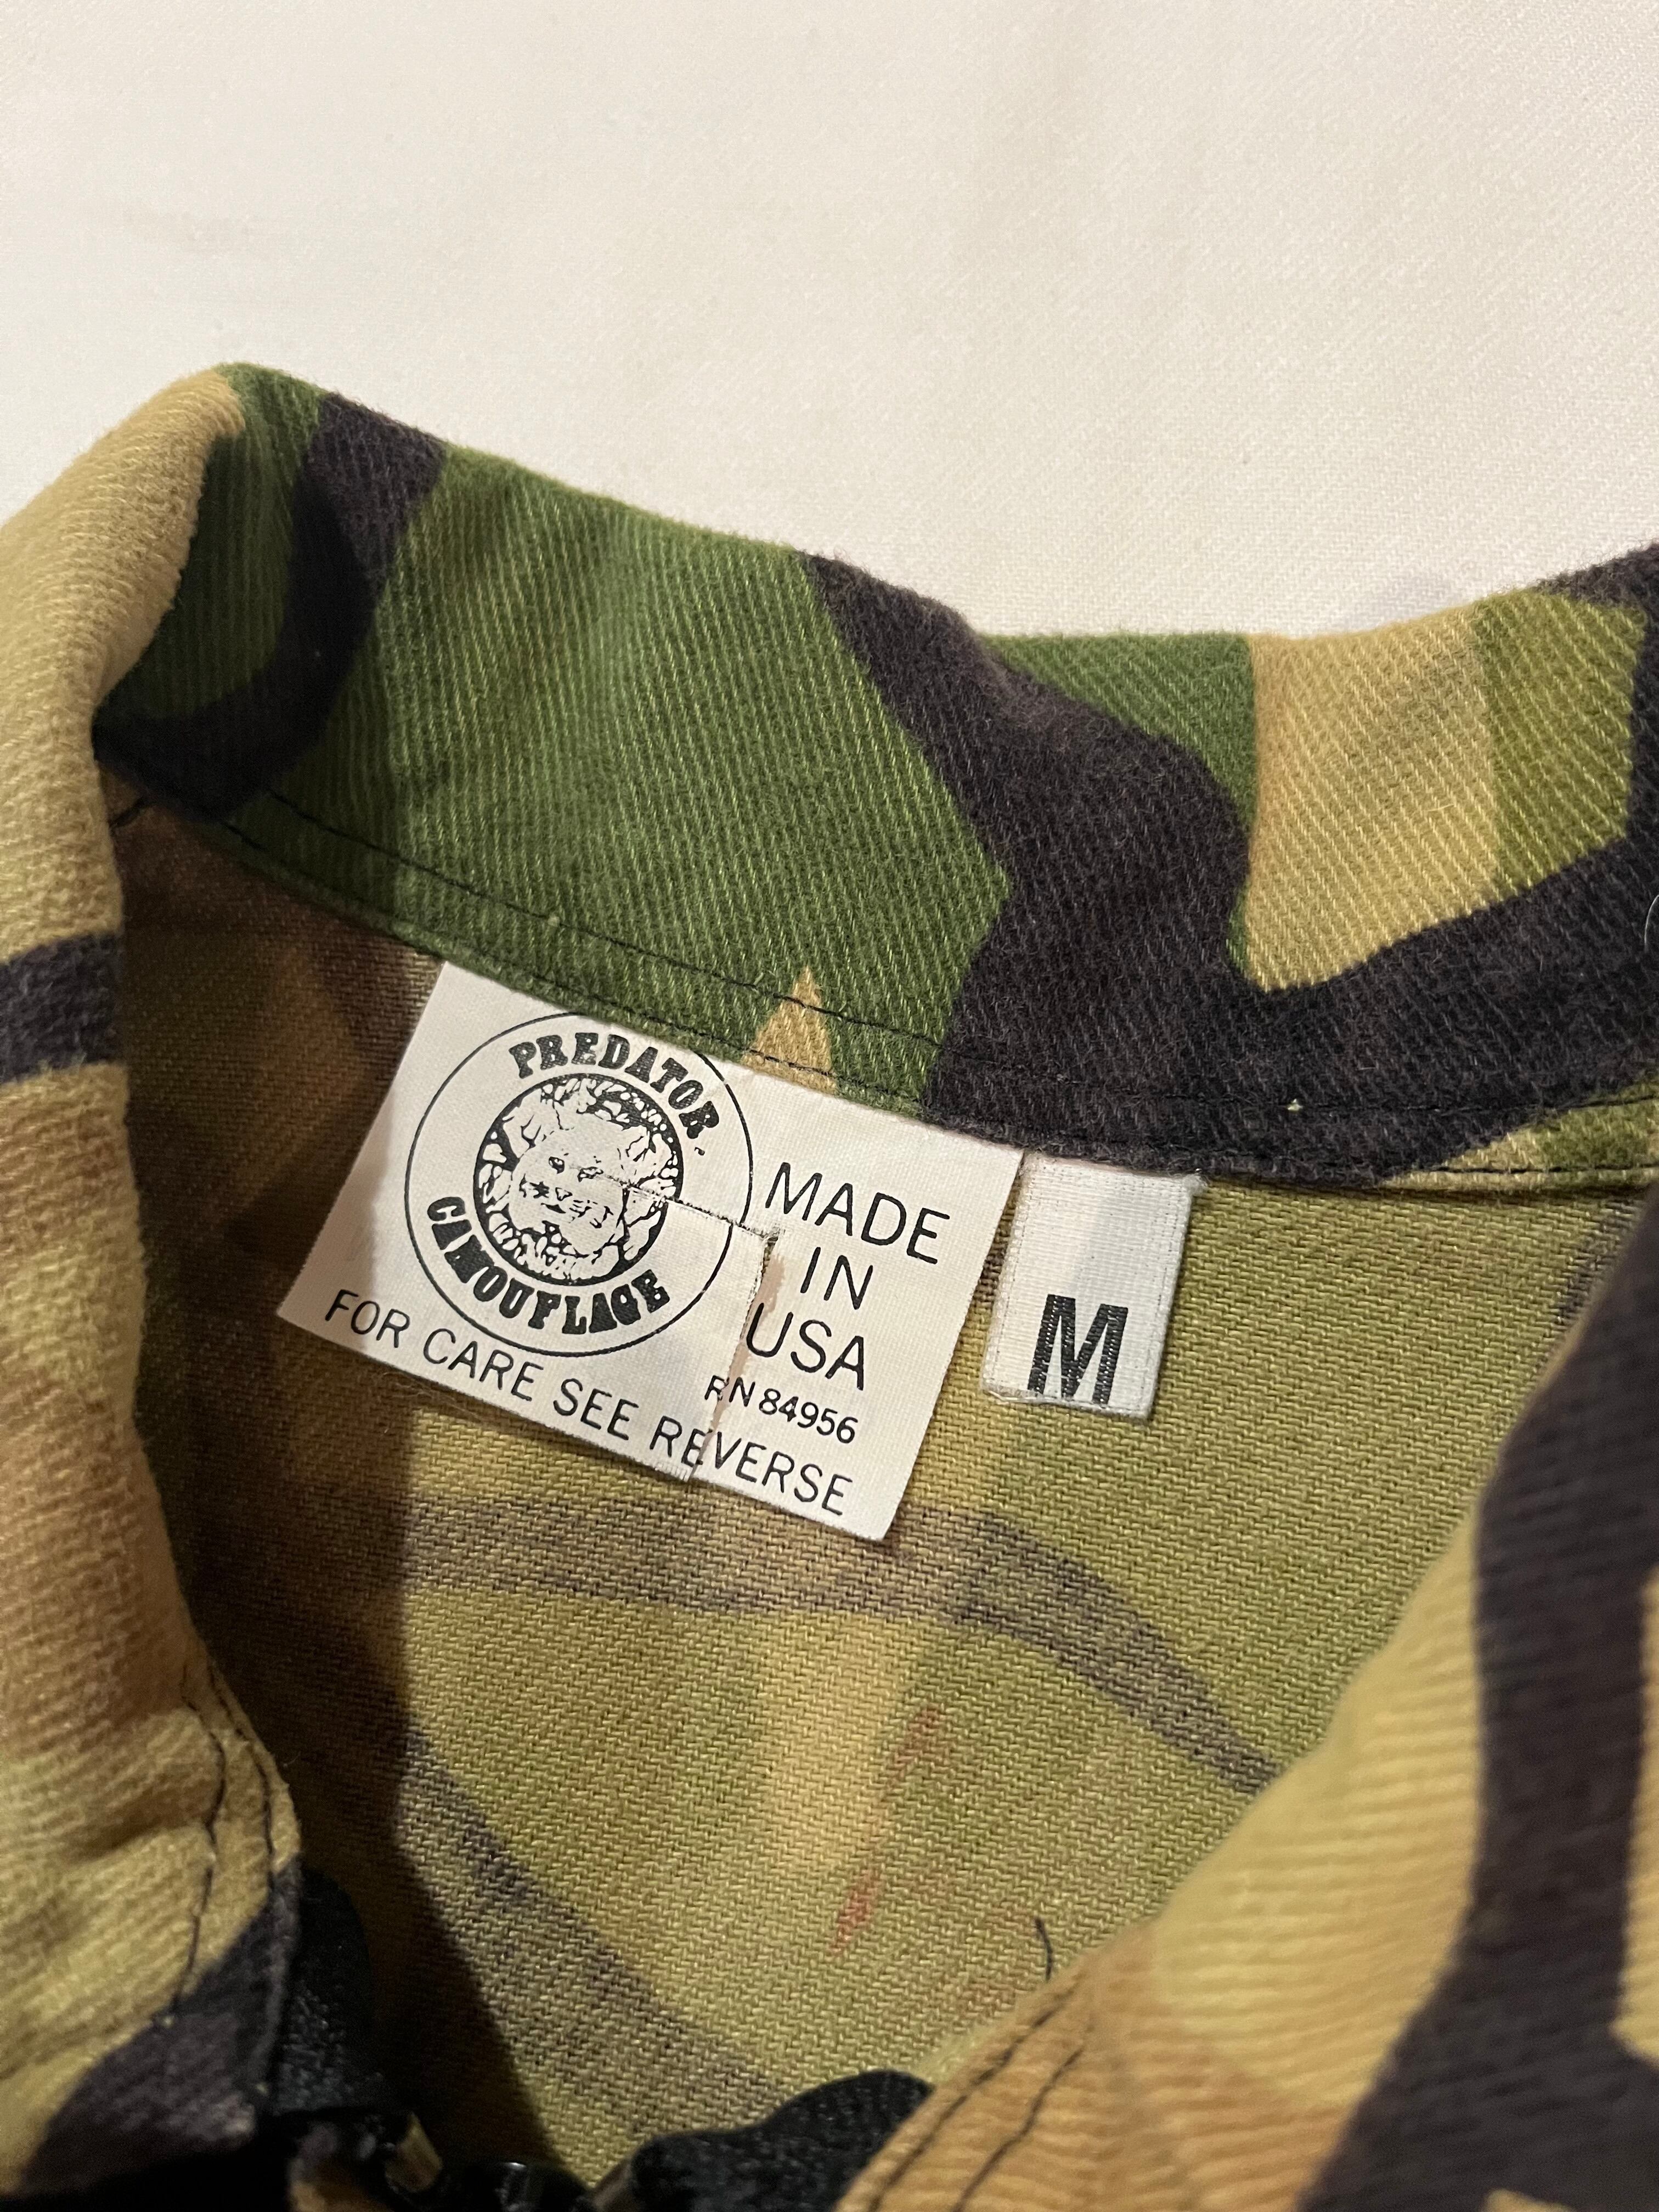 PREDATOR
CAMOUFLAGE
MADE
IN
USA
RN 84956
FOR CARE SEE REVERSE
M